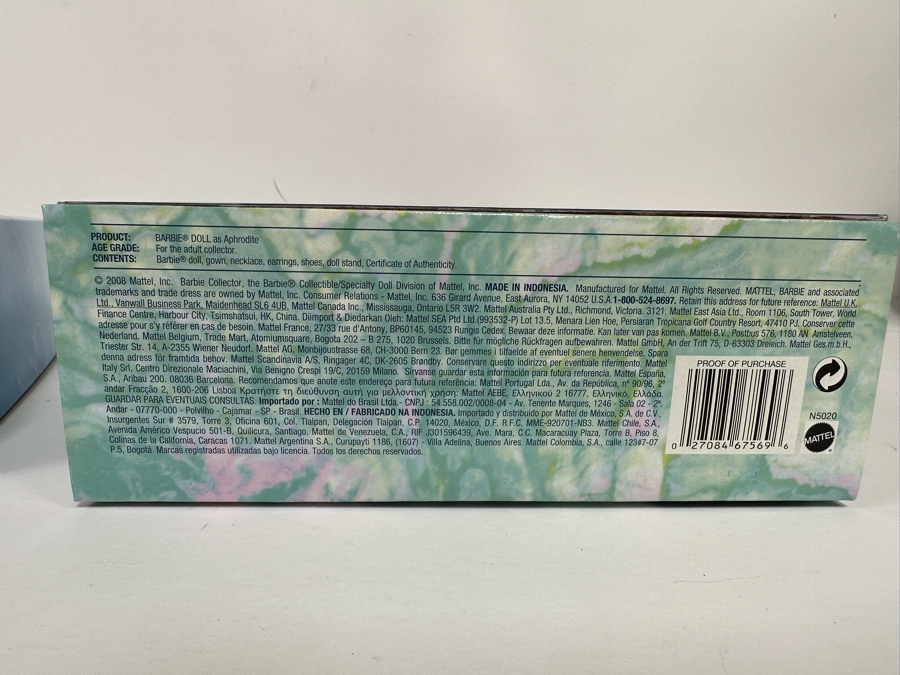 PRODUCT: BARBIE® DOLL as Aphrodite
AGE GRADE: For the adult collector.
CONTENTS: Barbie® doll, gown, necklace, earrings, shoes, doll stand, Certificate of Authenticity.
© 2008 Mattel, Inc. Barbie Collector, the Barbie® Collectible/Specialty Doll Division of Mattel, Inc. MADE IN INDONESIA. Manufactured for Mattel. All Rights Reserved. MATTEL, BARBIE and associated
trademarks and trade dress are owned by Mattel, Inc. Consumer Relations - Mattel, Inc. 636 Girard Avenue, East Aurora, NY 14052 U.S.A. 1-800-524-8697. Retain this address for future reference: Mattel U.K.
Ltd., Vanwall Business Park, Maidenhead SL6 4UB. Mattel Canada Inc., Mississauga, Ontario L5R 3W2. Mattel Australia Pty Ltd., Richmond, Victoria. 3121. Mattel East Asia Ltd., Room 1106, South Tower, World
Finance Centre, Harbour City, Tsimshatsui, HK, China. Diimport & Diedarkan Oleh: Mattel SEA Ptd Ltd.(993532-P) Lot 13.5, Menara Lien Hoe, Persiaran Tropicana Golf Country Resort, 47410 PJ. Conserver cette
adresse pour s'y référer en cas de besoin. Mattel France, 27/33 rue d'Antony, BP60145, 94523 Rungis Cedex. Bewaar deze informatie. Kan later van pas komen. Mattel B.V., Postbus 576, 1180 AN Amstelveen,
Nederland. Mattel Belgium, Trade Mart, Atomiumsquare, Bogota 202 – B 275, 1020 Brussels. Bitte für mögliche Rückfragen aufbewahren. Mattel GmbH, An der Trift 75, D-63303 Dreieich. Mattel Ges.m.b.H.,
Triester Str. 14, A-2355 Wiener Neudorf. Mattel AG, Monbijoustrasse 68, CH-3000 Bern 23. Bør gemmes i tilfælde af eventuel senere henvendelse. Spara
denna adress för framtida behov. Mattel Scandinavia A/S, Ringager 4C, DK-2605 Brøndby. Conservare questo indirizzo per eventuale riferimento. Mattel
Italy Srl, Centro Direzionale Maciachini, Via Benigno Crespi 19/C, 20159 Milano. Sírvanse guardar esta información para futura referencia. Mattel España,
S.A., Aribau 200. 08036 Barcelona. Recomendamos que anote este endereço para futura referência: Mattel Portugal Lda., Av. da República, nº 90/96, 2º
andar Fracção 2, 1600-206 Lisboa Κρατήστε τη διεύθυνση αυτή για μελλοντική χρήση: Mattel AEBE, Ελληνικού 2 16777, Ελληνικό, Ελλάδα.
GUARDAR PARA EVENTUAIS CONSULTAS. Importado por : Mattel do Brasil Ltda.- CNPJ : 54.558.002/0008-04 - Av. Tenente Marques, 1246 - Sala 02 - 2º.
Andar - 07770-000 - Polvilho - Cajamar - SP - Brasil. HECHO EN / FABRICADO NA INDONESIA. Importado y distribuido por Mattel de México, S.A. de C.V.,
Insurgentes Sur # 3579, Torre 3, Oficina 601, Col. Tlalpan, Delegación Tlalpan, C.P. 14020, México, D.F. R.F.C. MME-920701-NB3. Mattel Chile, S.A.,
Avenida Américo Vespucio 501-B, Quilicura, Santiago. Mattel de Venezuela, C.A., RIF J301596439, Ave. Mara, C.C. Macaracuay Plaza, Torre B, Piso 8,
Colinas de la California, Caracas 1071. Mattel Argentina S.A., Curupayti 1186, (1607) - Villa Adelina, Buenos Aires. Mattel Colombia, S.A., calle 123#7-07
P.5, Bogotá. Marcas registradas utilizadas bajo licencia. Todos los derechos reservados.
PROOF OF PURCHASE
0 27084 67569 6
N5020
MATTEL